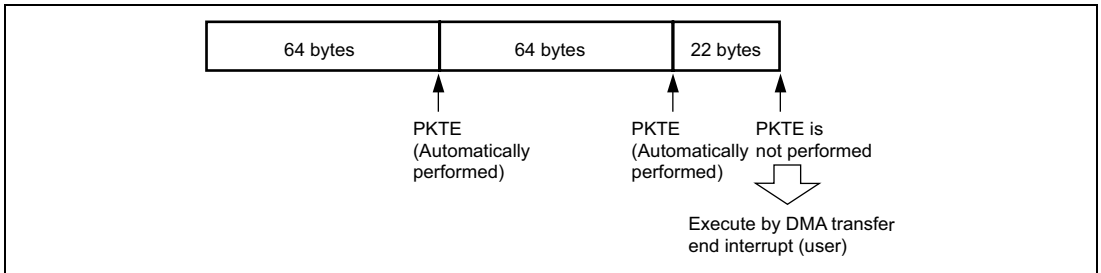 64 bytes
64 bytes
22 bytes
PKTE
(Automatically
performed)
PKTE
(Automatically
performed)
PKTE is
not performed
Execute by DMA transfer
end interrupt (user)